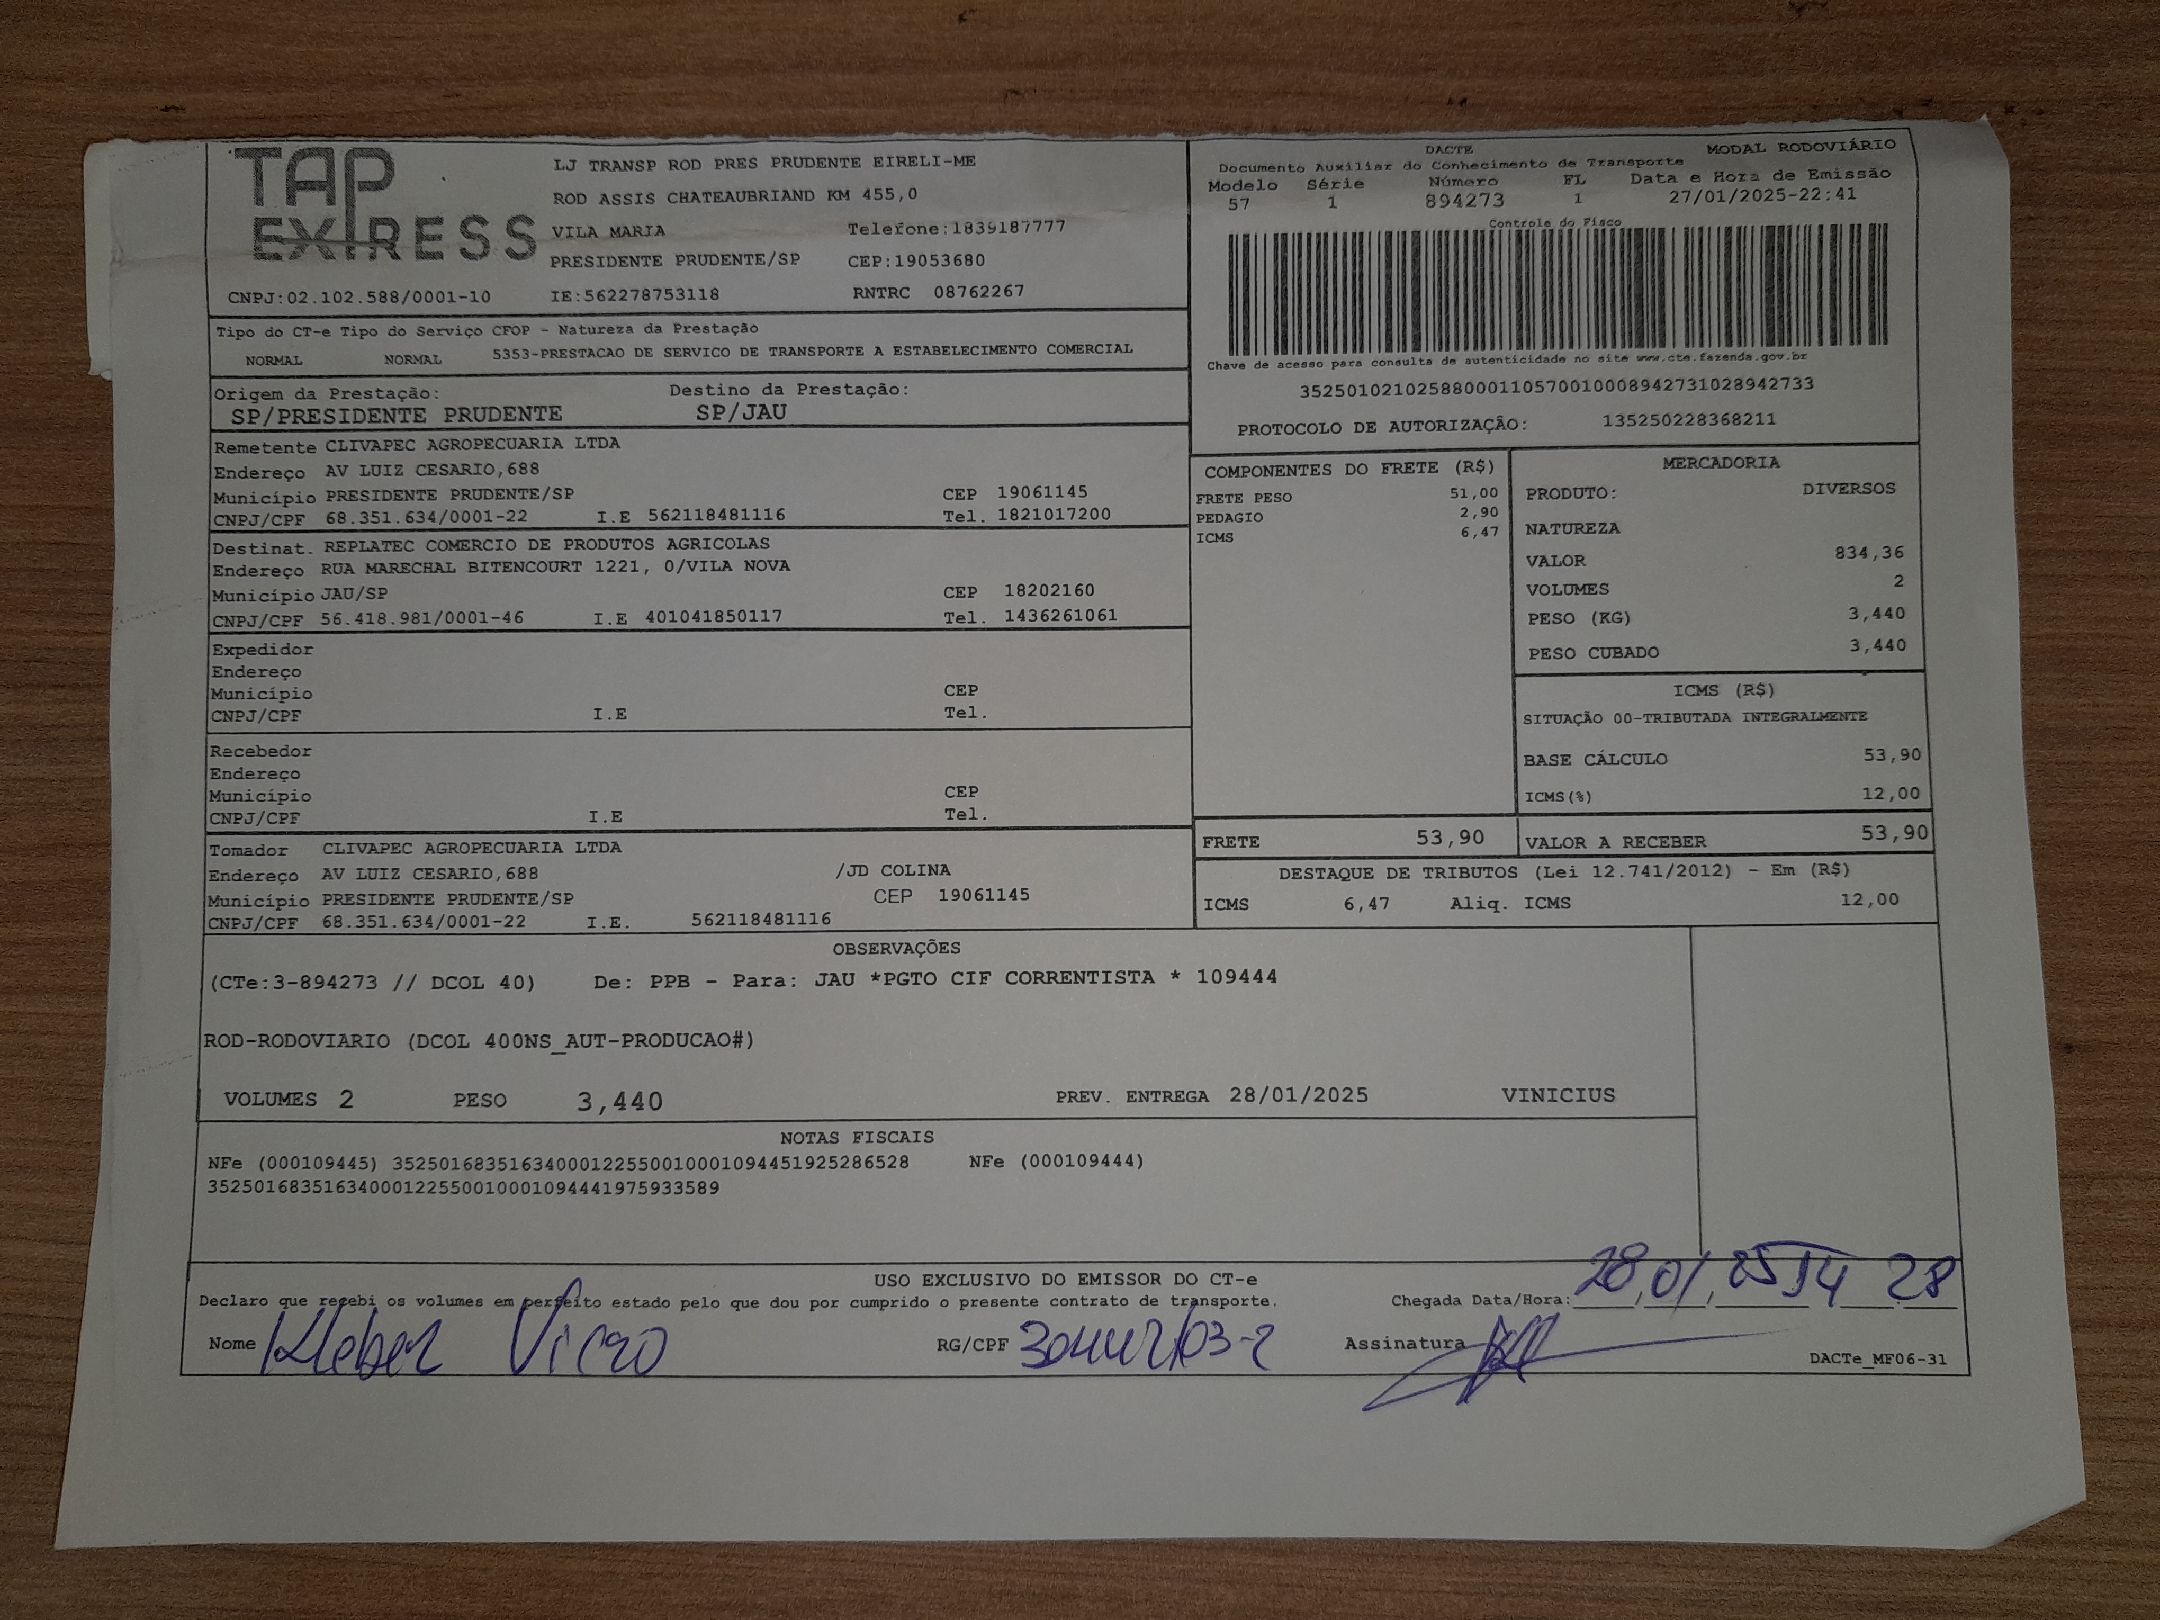 TAP EXPRESS
LJ TRANSP ROD PRES PRUDENTE EIRELI-ME
ROD ASSIS CHATEAUBRIAND KM 455,0
VILA MARIA Telefone:1839187777
PRESIDENTE PRUDENTE/SP CEP:19053680
CNPJ:02.102.588/0001-10 IE:562278753118 RNTRC 08762267
DACTE MODAL RODOVIÁRIO
Documento Auxiliar do Conhecimento de Transporte
Modelo Série Número FL Data e Hora de Emissão
57 1 894273 1 27/01/2025-22:41
Controle do Fisco
Chave de acesso para consulta de autenticidade no site www.cte.fazenda.gov.br
35250102102588000110570010008942731028942733
PROTOCOLO DE AUTORIZAÇÃO: 135250228368211
Tipo do CT-e Tipo do Serviço CFOP - Natureza da Prestação
NORMAL NORMAL 5353-PRESTACAO DE SERVICO DE TRANSPORTE A ESTABELECIMENTO COMERCIAL
Origem da Prestação: Destino da Prestação:
SP/PRESIDENTE PRUDENTE SP/JAU
Remetente CLIVAPEC AGROPECUARIA LTDA
Endereço AV LUIZ CESARIO,688
Município PRESIDENTE PRUDENTE/SP CEP 19061145
CNPJ/CPF 68.351.634/0001-22 I.E 562118481116 Tel. 1821017200
Destinat. REPLATEC COMERCIO DE PRODUTOS AGRICOLAS
Endereço RUA MARECHAL BITENCOURT 1221, 0/VILA NOVA
Município JAU/SP CEP 18202160
CNPJ/CPF 56.418.981/0001-46 I.E 401041850117 Tel. 1436261061
Expedidor
Endereço
Município CEP
CNPJ/CPF I.E Tel.
Recebedor
Endereço
Município CEP
CNPJ/CPF I.E Tel.
Tomador CLIVAPEC AGROPECUARIA LTDA
Endereço AV LUIZ CESARIO,688 /JD COLINA
Município PRESIDENTE PRUDENTE/SP CEP 19061145
CNPJ/CPF 68.351.634/0001-22 I.E. 562118481116
COMPONENTES DO FRETE (R$)
FRETE PESO 51,00
PEDAGIO 2,90
ICMS 6,47
MERCADORIA
PRODUTO: DIVERSOS
NATUREZA
VALOR 834,36
VOLUMES 2
PESO (KG) 3,440
PESO CUBADO 3,440
ICMS (R$)
SITUAÇÃO 00-TRIBUTADA INTEGRALMENTE
BASE CÁLCULO 53,90
ICMS(%) 12,00
FRETE 53,90 VALOR A RECEBER 53,90
DESTAQUE DE TRIBUTOS (Lei 12.741/2012) - Em (R$)
ICMS 6,47 Aliq. ICMS 12,00
OBSERVAÇÕES
(CTe:3-894273 // DCOL 40) De: PPB - Para: JAU *PGTO CIF CORRENTISTA * 109444
ROD-RODOVIARIO (DCOL 400NS_AUT-PRODUCAO#)
VOLUMES 2 PESO 3,440 PREV. ENTREGA 28/01/2025 VINICIUS
NOTAS FISCAIS
NFe (000109445) 35250168351634000122550010001094451925286528 NFe (000109444)
35250168351634000122550010001094441975933589
USO EXCLUSIVO DO EMISSOR DO CT-e
Declaro que recebi os volumes em perfeito estado pelo que dou por cumprido o presente contrato de transporte. Chegada Data/Hora: 28,01,25 14 28
Nome Kleber RG/CPF Assinatura
DACTe_MF06-31